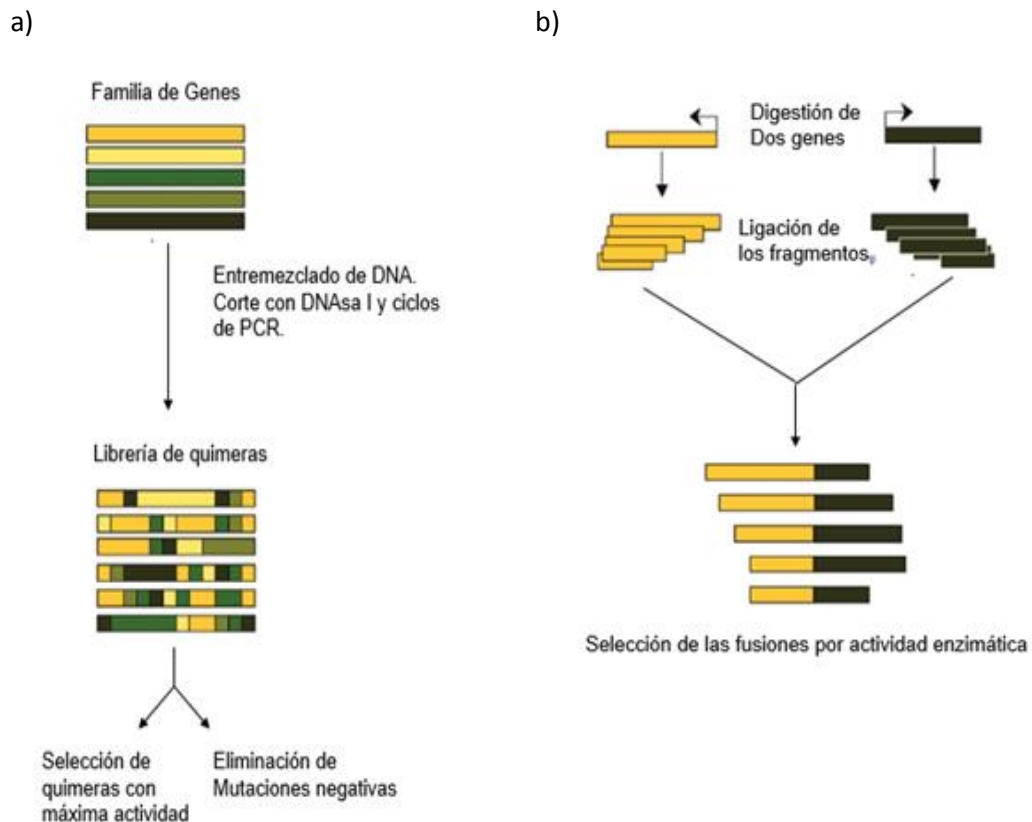 a)
Familia de Genes
Entremezclado de DNA.
Corte con DNAsa I y ciclos
de PCR.
Librería de quimeras
Selección de
quimeras con
máxima actividad
Eliminación de
Mutaciones negativas
b)
Digestión de
Dos genes
Ligación de
los fragmentos
Selección de las fusiones por actividad enzimática